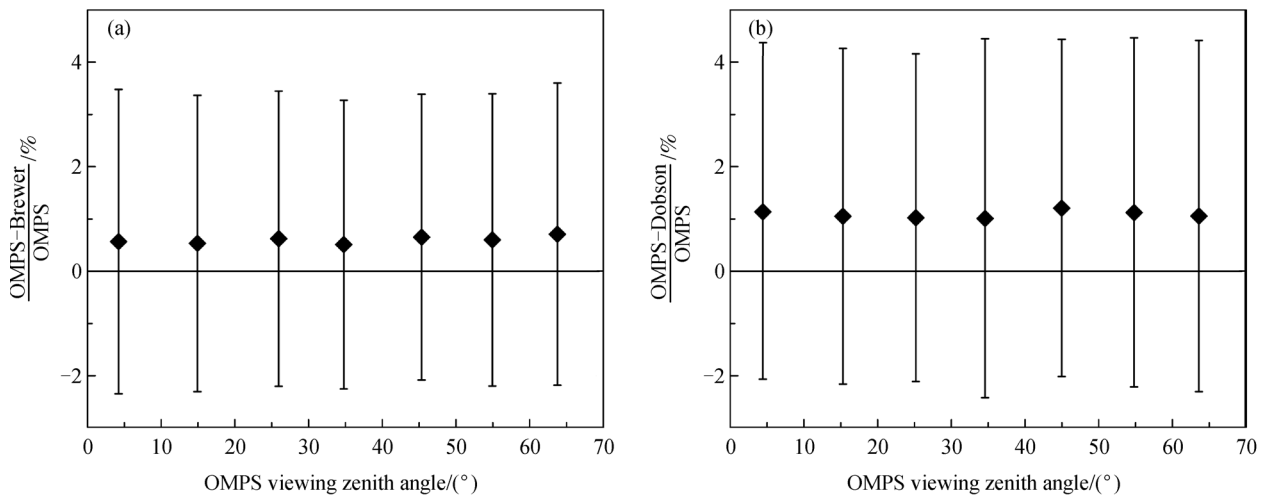 (a)
4
2
0
−2
OMPS−Brewer/%
OMPS
0 10 20 30 40 50 60 70
OMPS viewing zenith angle/(°)
(b)
4
2
0
−2
OMPS−Dobson/%
OMPS
0 10 20 30 40 50 60 70
OMPS viewing zenith angle/(°)